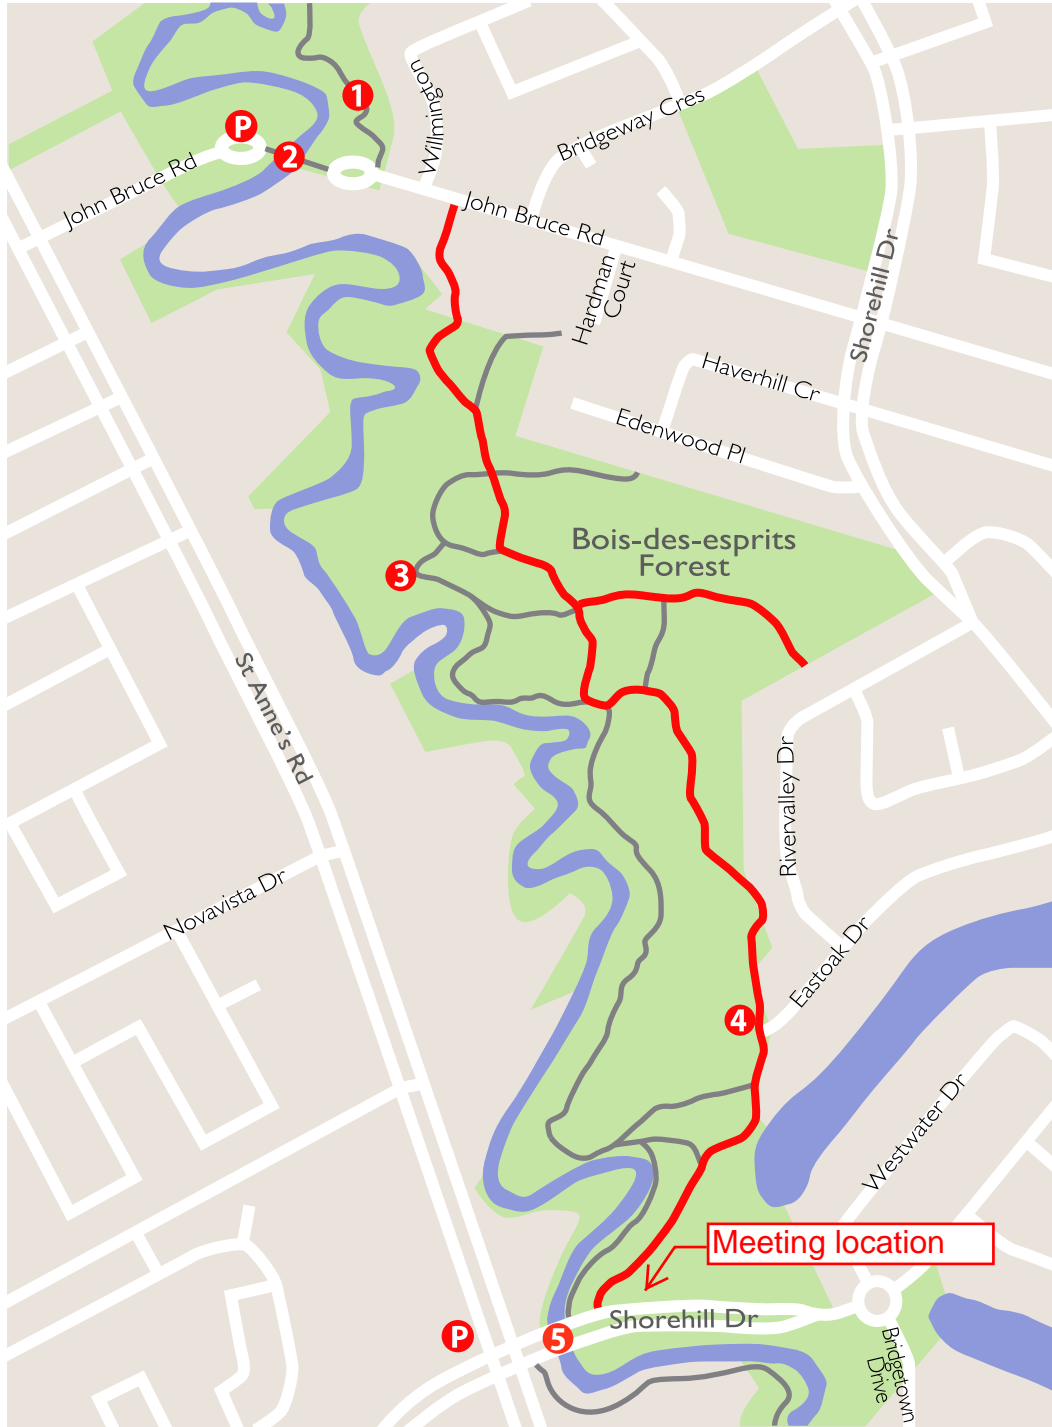 1
Willmington
P
2
Bridgeway Cres
John Bruce Rd
John Bruce Rd
Shorehill Dr
Hardman
Court
Haverhill Cr
Edenwood Pl
Bois-des-esprits
Forest
3
St Anne's Rd
Rivervalley Dr
Novavista Dr
Eastoak Dr
4
Westwater Dr
Meeting location
Shorehill Dr
P
5
Bridgetown
Drive